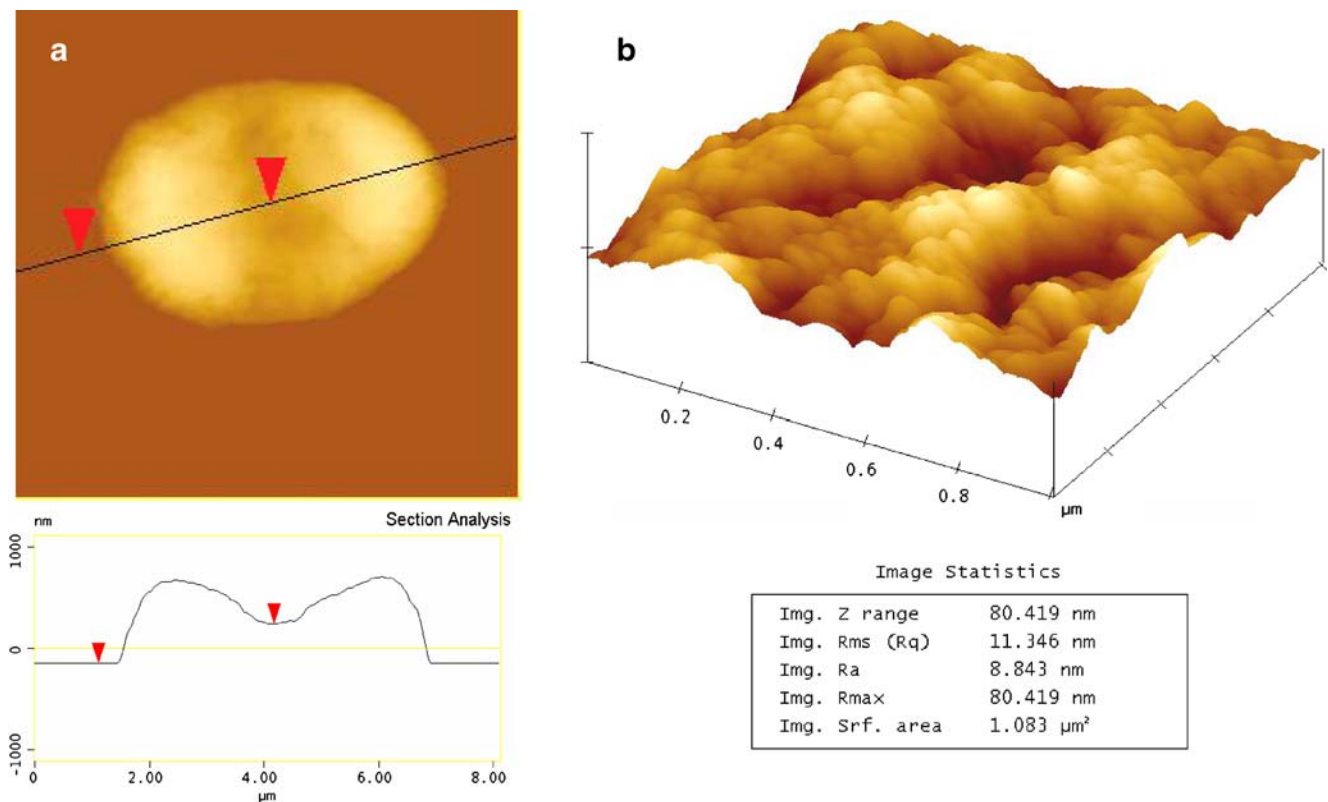 a
b
nm
Section Analysis
1000
0
-1000
0
2.00
4.00
6.00
8.00
µm
0.2
0.4
0.6
0.8
µm
Image Statistics
Img. Z range 80.419 nm
Img. Rms (Rq) 11.346 nm
Img. Ra 8.843 nm
Img. Rmax 80.419 nm
Img. Srf. area 1.083 µm²